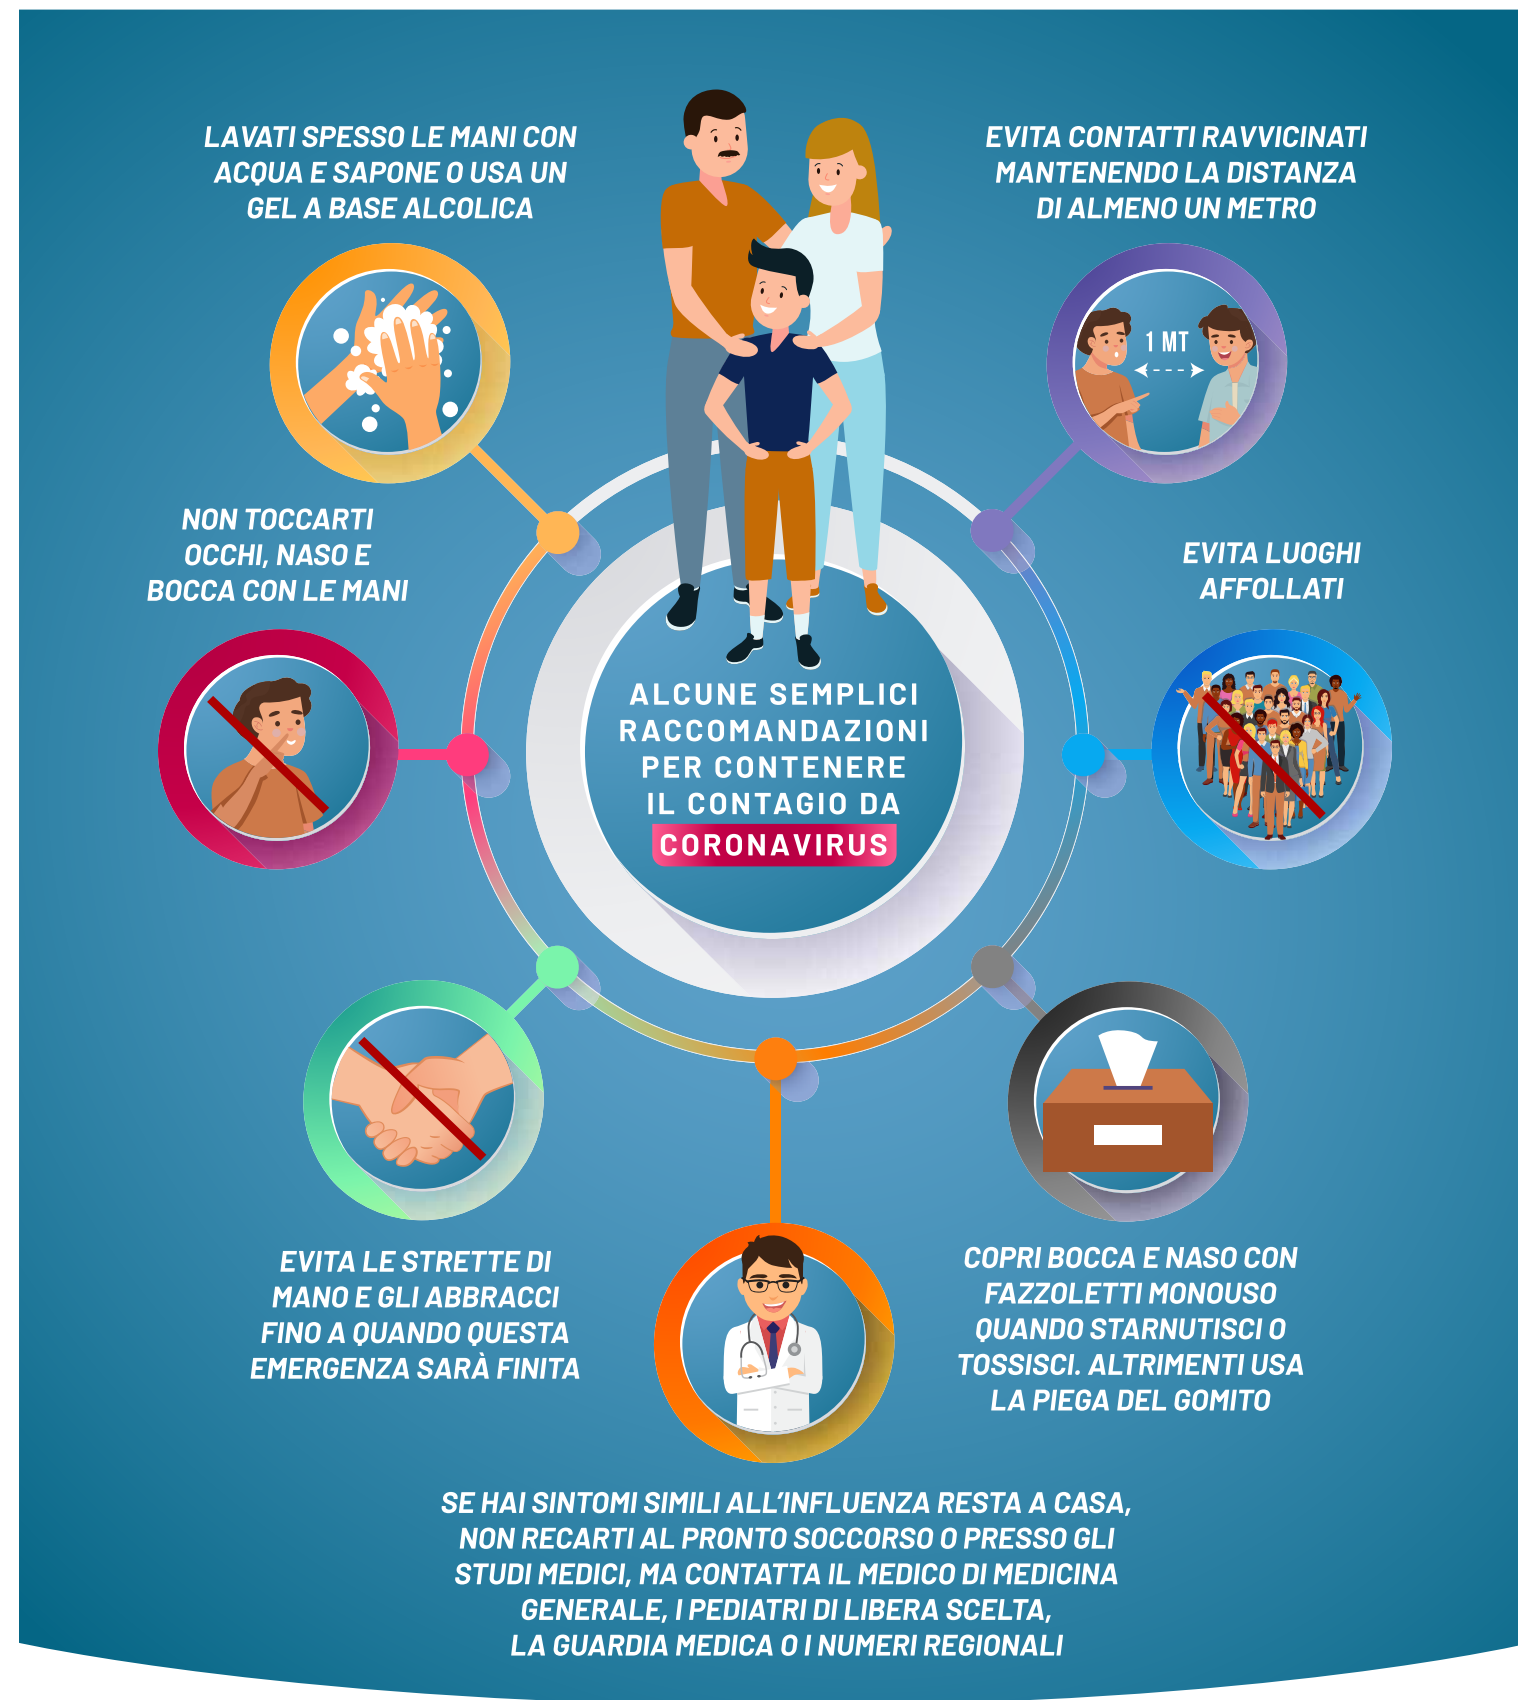 LAVATI SPESSO LE MANI CON
ACQUA E SAPONE O USA UN
GEL A BASE ALCOLICA
EVITA CONTATTI RAVVICINATI
MANTENENDO LA DISTANZA
DI ALMENO UN METRO
1 MT
NON TOCCARTI
OCCHI, NASO E
BOCCA CON LE MANI
EVITA LUOGHI
AFFOLLATI
ALCUNE SEMPLICI
RACCOMANDAZIONI
PER CONTENERE
IL CONTAGIO DA
CORONAVIRUS
EVITA LE STRETTE DI
MANO E GLI ABBRACCI
FINO A QUANDO QUESTA
EMERGENZA SARÀ FINITA
COPRI BOCCA E NASO CON
FAZZOLETTI MONOUSO
QUANDO STARNUTISCI O
TOSSISCI. ALTRIMENTI USA
LA PIEGA DEL GOMITO
SE HAI SINTOMI SIMILI ALL’INFLUENZA RESTA A CASA,
NON RECARTI AL PRONTO SOCCORSO O PRESSO GLI
STUDI MEDICI, MA CONTATTA IL MEDICO DI MEDICINA
GENERALE, I PEDIATRI DI LIBERA SCELTA,
LA GUARDIA MEDICA O I NUMERI REGIONALI